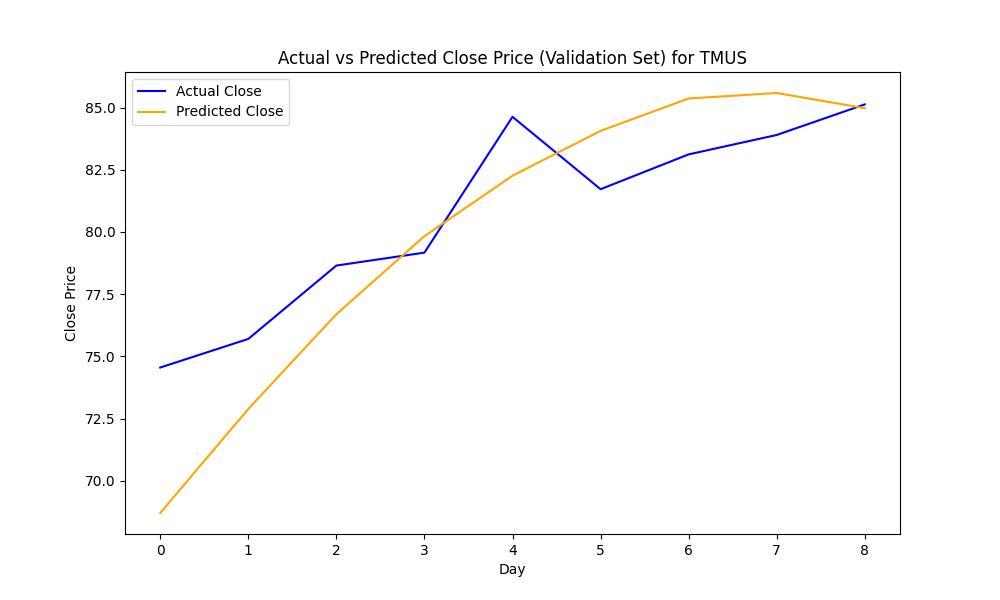 Actual vs Predicted Close Price (Validation Set) for TMUS
Actual Close
Predicted Close
85.0
82.5
80.0
77.5
75.0
72.5
70.0
Close Price
0 1 2 3 4 5 6 7 8
Day